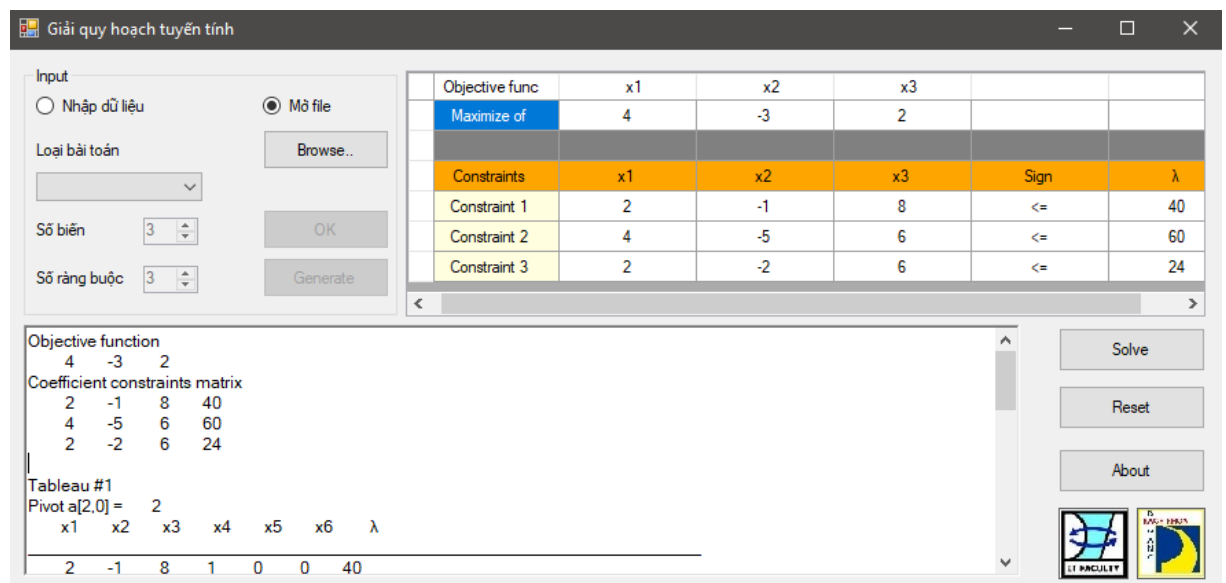 Giải quy hoạch tuyến tính
Input
Nhập dữ liệu
Mở file
Loại bài toán
Browse..
Số biến
3
OK
Số ràng buộc
3
Generate
Objective func x1 x2 x3
Maximize of 4 -3 2
Constraints x1 x2 x3 Sign λ
Constraint 1 2 -1 8 <= 40
Constraint 2 4 -5 6 <= 60
Constraint 3 2 -2 6 <= 24
Objective function
4 -3 2
Coefficient constraints matrix
2 -1 8 40
4 -5 6 60
2 -2 6 24
Tableau #1
Pivot a[2,0] = 2
x1 x2 x3 x4 x5 x6 λ
2 -1 8 1 0 0 40
Solve
Reset
About